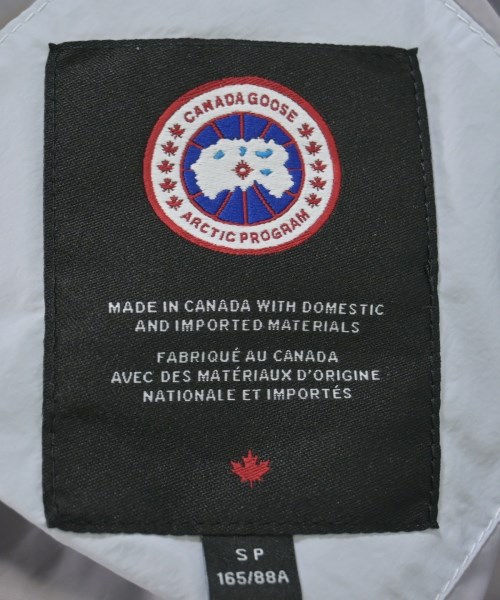 CANADA GOOSE
ARCTIC PROGRAM
MADE IN CANADA WITH DOMESTIC
AND IMPORTED MATERIALS
FABRIQUÉ AU CANADA
AVEC DES MATÉRIAUX D'ORIGINE
NATIONALE ET IMPORTÉS
S P
165/88A